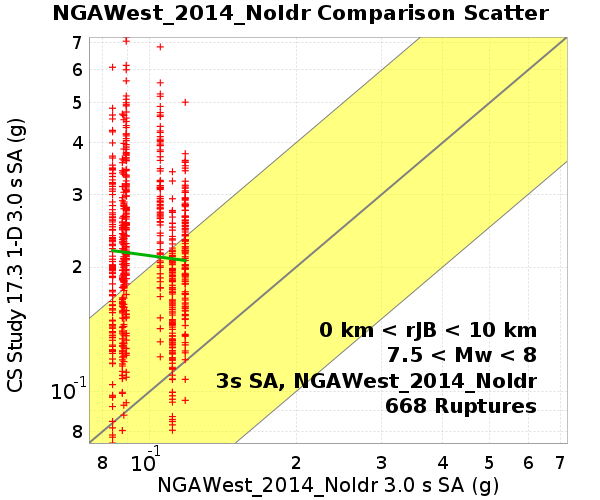 NGAWest_2014_NoIdr Comparison Scatter
CS Study 17.3 1-D 3.0 s SA (g)
7
6
5
4
3
2
10⁻¹
8
0 km < rJB < 10 km
7.5 < Mw < 8
3s SA, NGAWest_2014_NoIdr
668 Ruptures
8 10⁻¹ 2 3 4 5 6 7
NGAWest_2014_NoIdr 3.0 s SA (g)